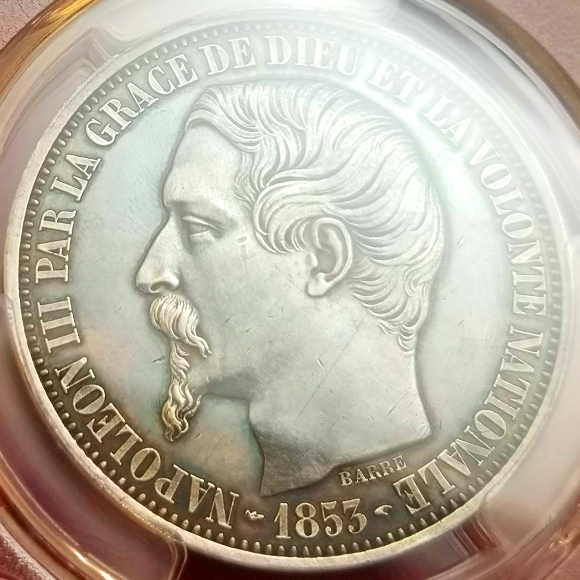 NAPOLEON III PAR LA GRACE DE DIEU ET LA VOLONTE NATIONALE
BARRE
1853